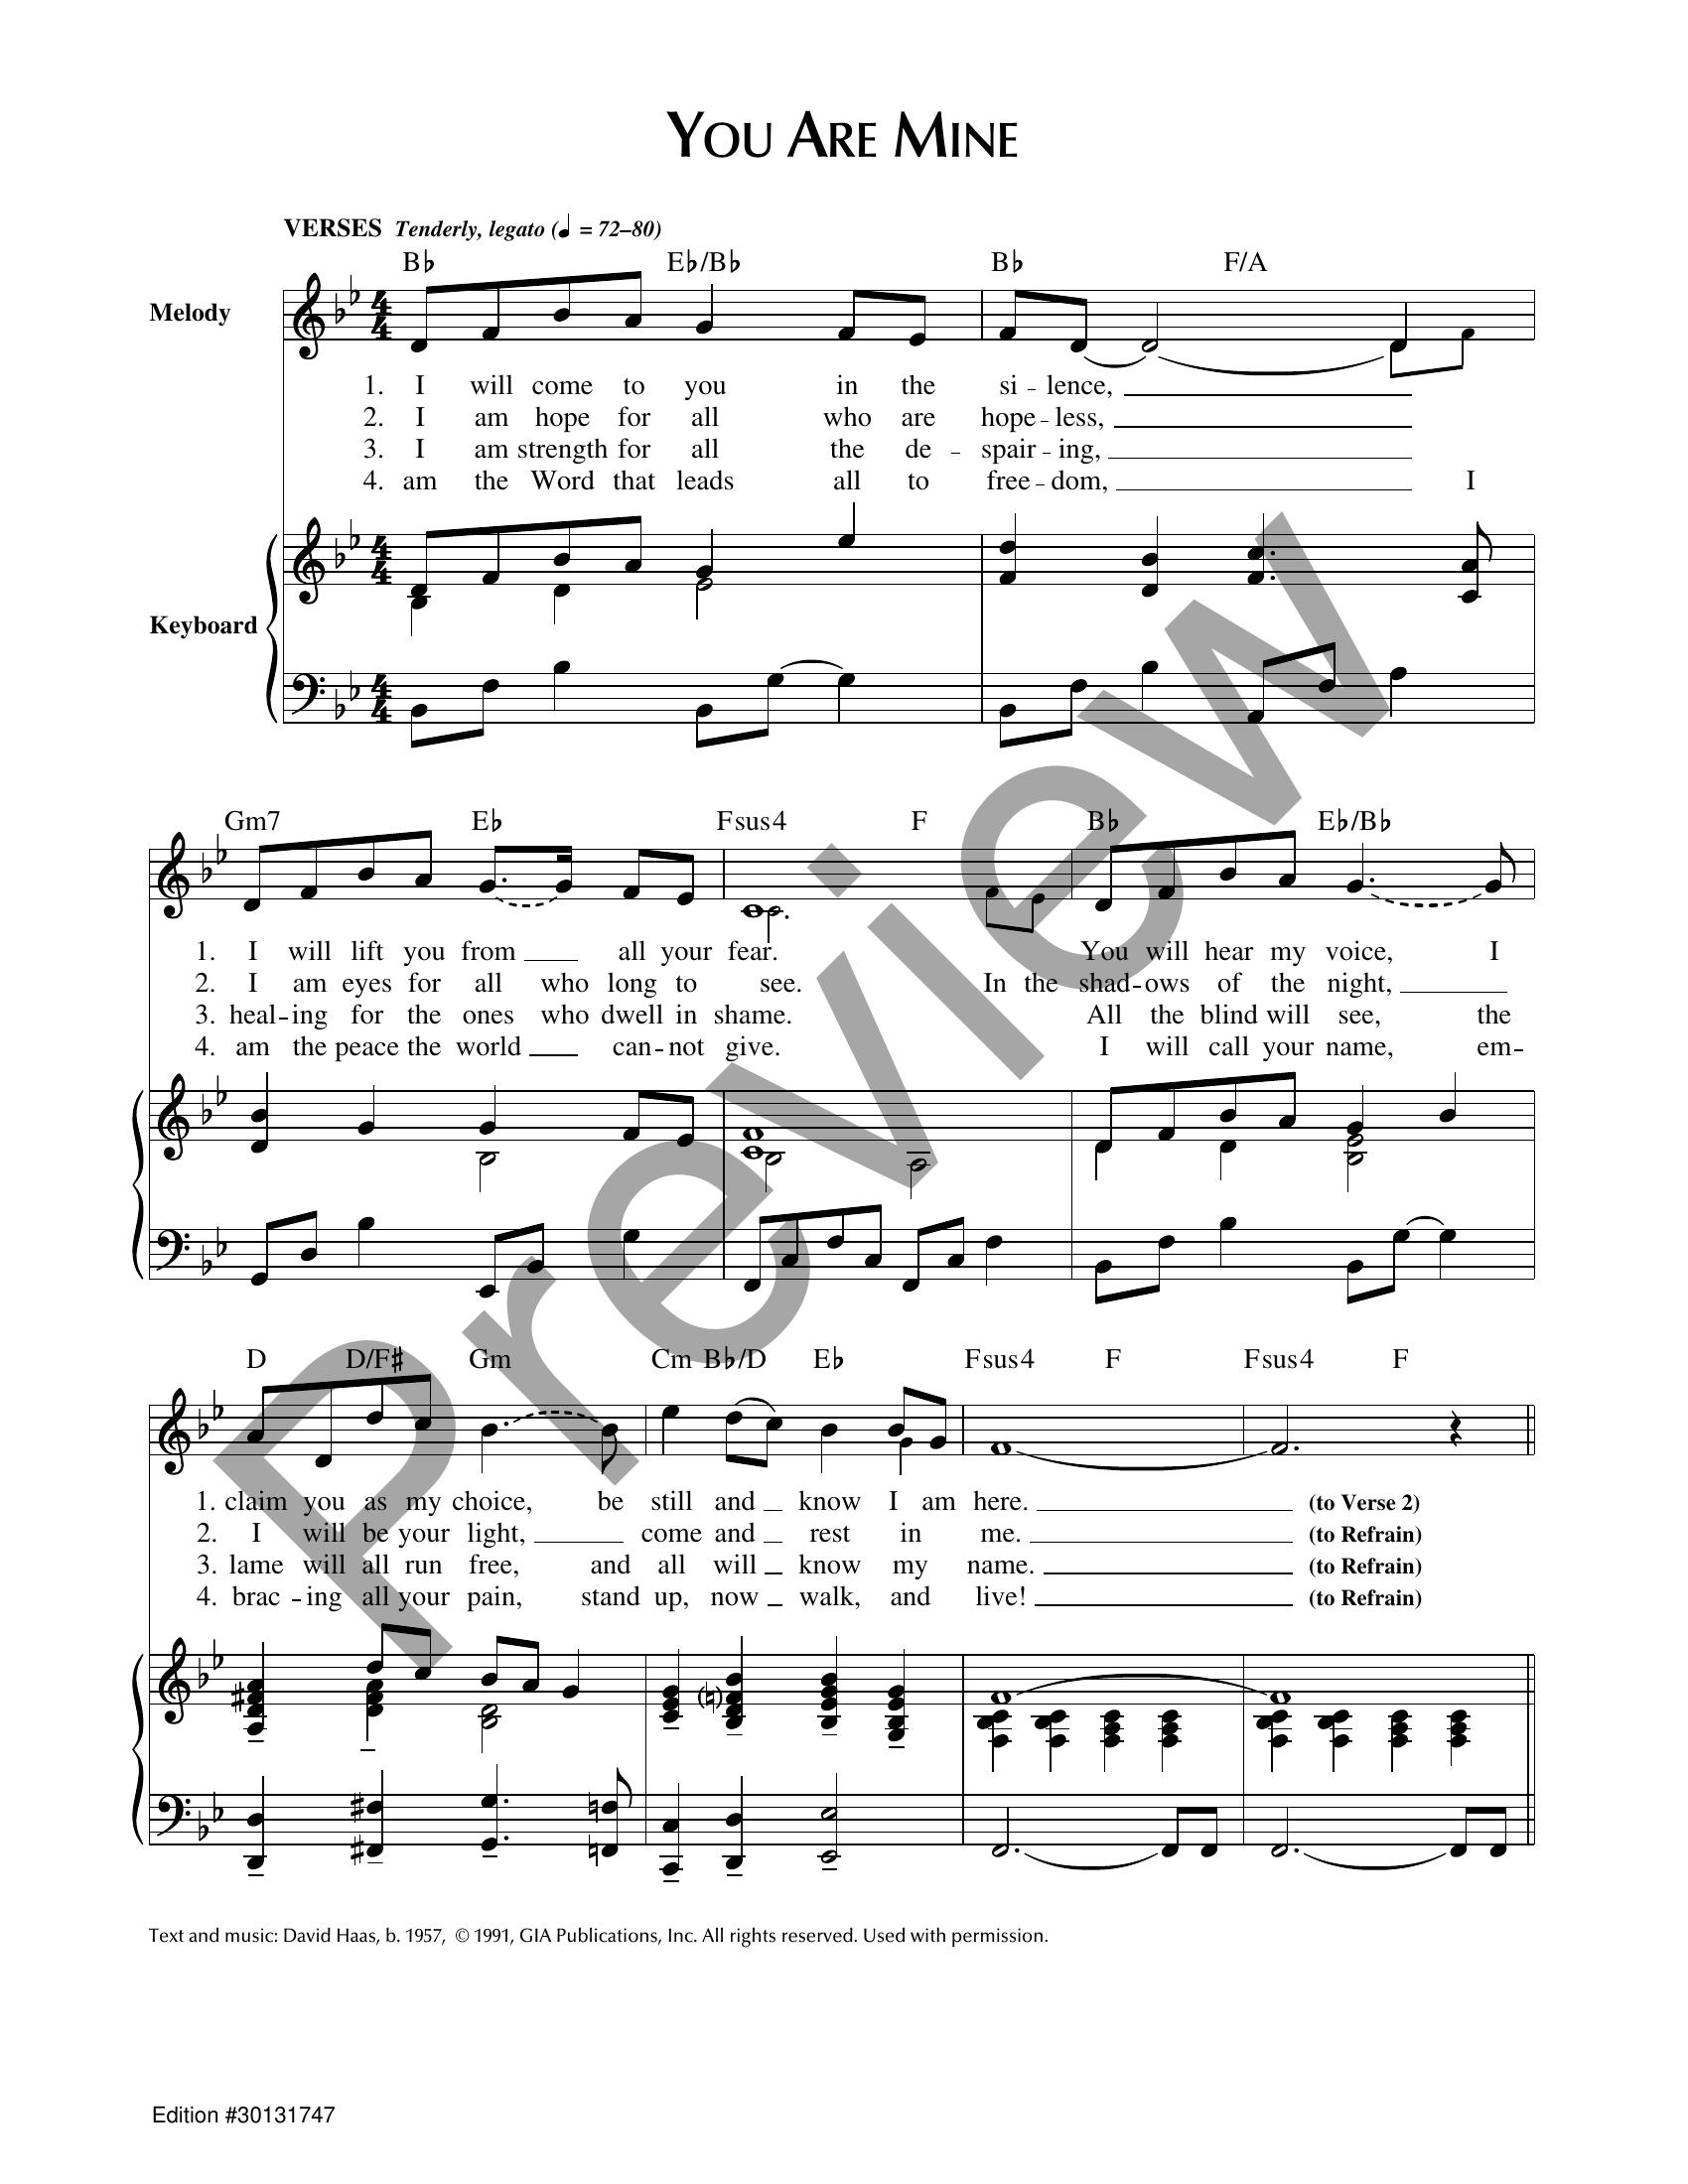 YOU ARE MINE
VERSES Tenderly, legato (♩ = 72–80)
B♭ E♭/B♭ B♭ F/A
Melody
4 4
1. I will come to you in the si – lence,
2. I am hope for all who are hope – less,
3. I am strength for all the de – spair – ing,
4. am the Word that leads all to free – dom, I
Keyboard
4 4
4 4
Gm7 E♭ Fsus4 F B♭ E♭/B♭
1. I will lift you from all your fear. You will hear my voice, I
2. I am eyes for all who long to see. In the shad – ows of the night,
3. heal – ing for the ones who dwell in shame. All the blind will see, the
4. am the peace the world can – not give. I will call your name, em –
D D/F♯ Gm Cm B♭/D E♭ Fsus4 F Fsus4 F
1. claim you as my choice, be still and know I am here. (to Verse 2)
2. I will be your light, come and rest in me. (to Refrain)
3. lame will all run free, and all will know my name. (to Refrain)
4. brac – ing all your pain, stand up, now walk, and live! (to Refrain)
Text and music: David Haas, b. 1957, © 1991, GIA Publications, Inc. All rights reserved. Used with permission.
Edition #30131747
Preview